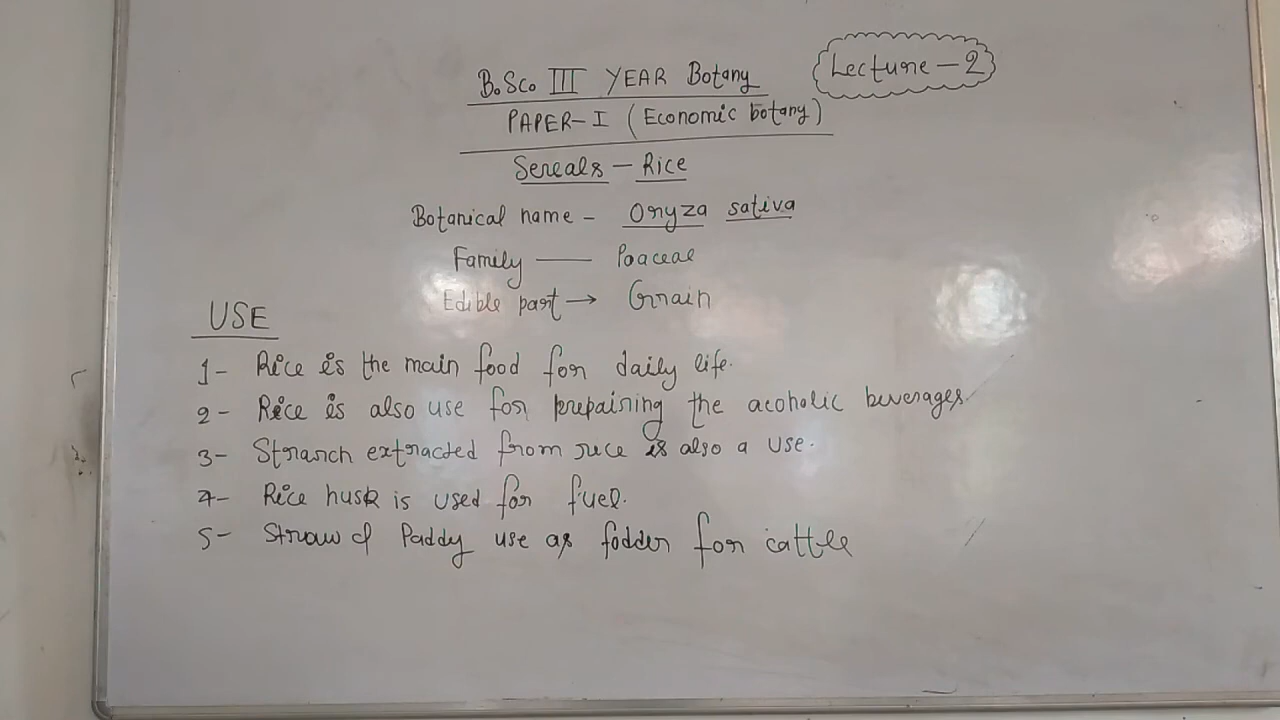 B.Sc. III YEAR Botany
Lecture-2
PAPER-I (Economic botany)
Sereals - Rice
Botanical name - Oryza sativa
Family — Poaceae
Edible part → Grain
USE
1- Rice is the main food for daily life.
2- Rice is also use for prepairing the acoholic beverages.
3- Stranch extracted from rice is also a use.
4- Rice husk is used for fuel.
5- Straw of Paddy use as fodder for cattle